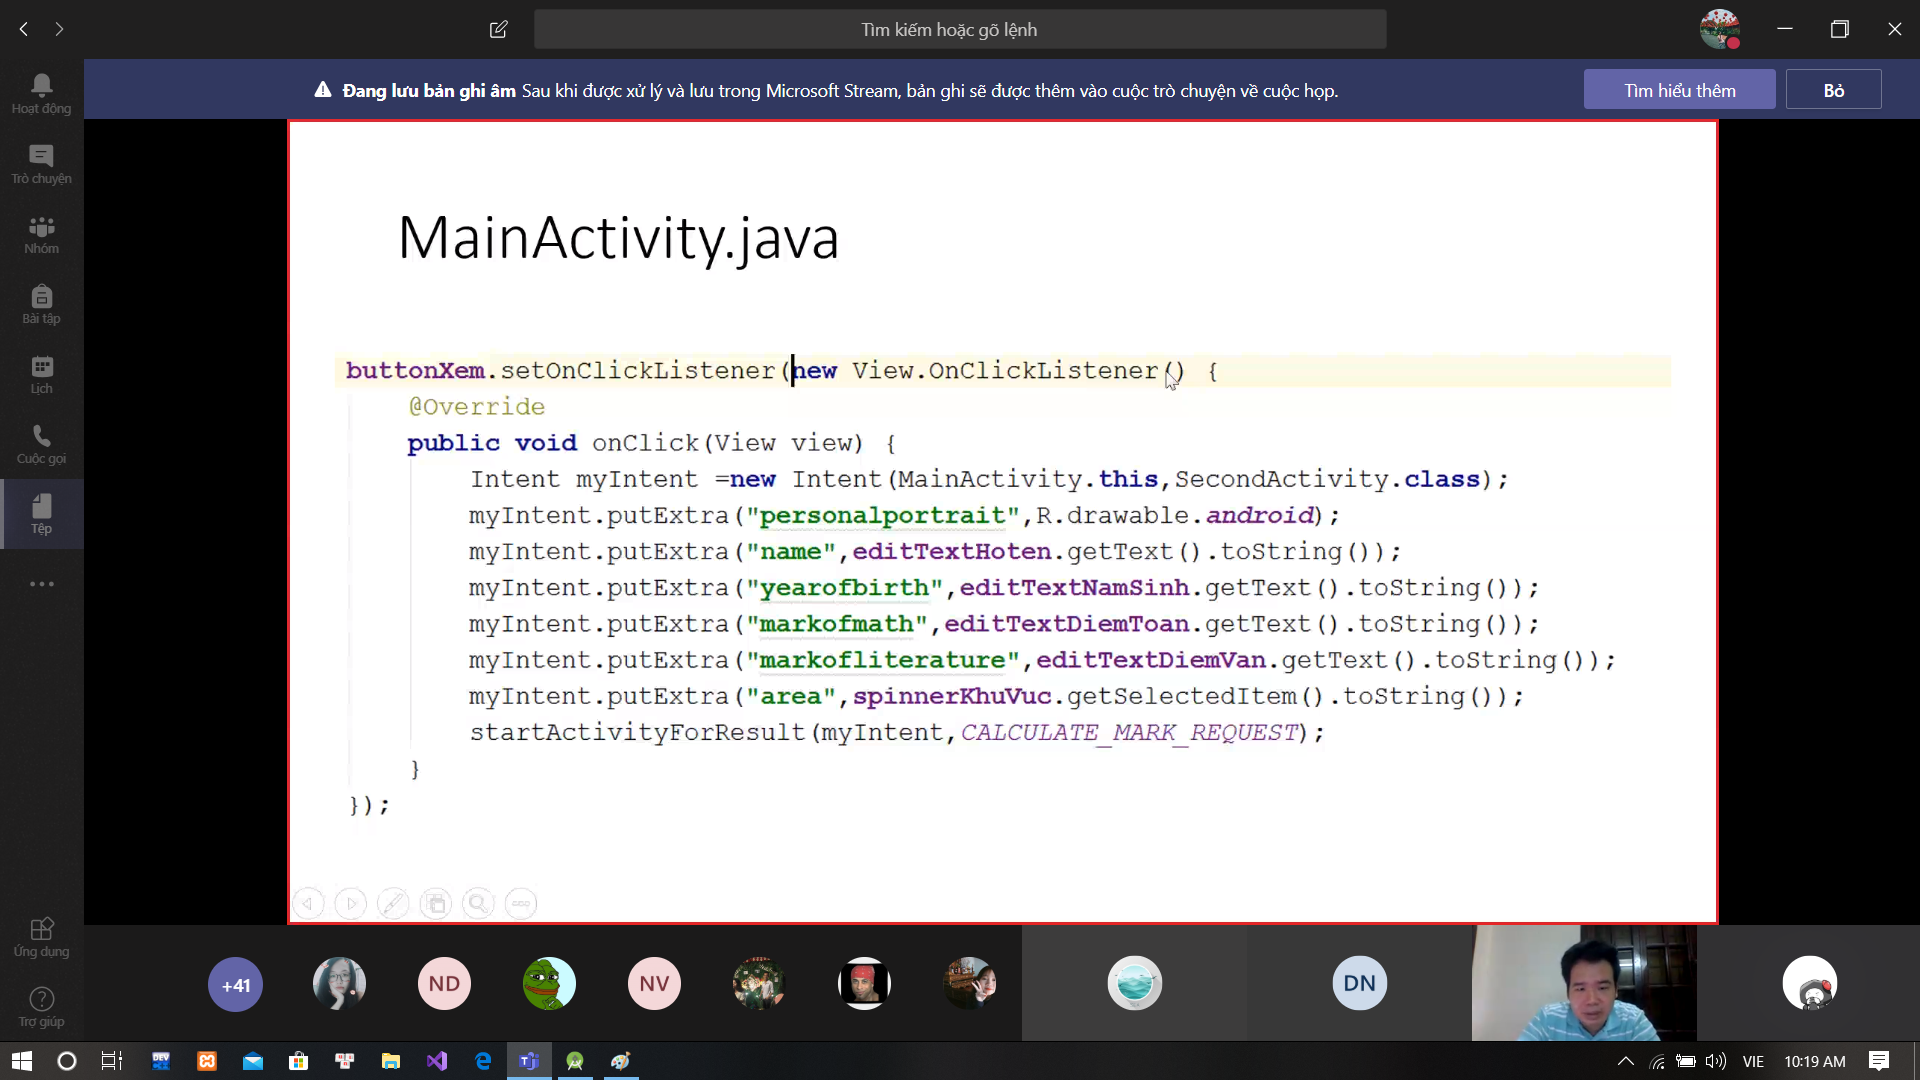 Tìm kiếm hoặc gõ lệnh
Đang lưu bản ghi âm Sau khi được xử lý và lưu trong Microsoft Stream, bản ghi sẽ được thêm vào cuộc trò chuyện về cuộc họp.
Tìm hiểu thêm
Bỏ
Hoạt động
Trò chuyện
Nhóm
Bài tập
Lịch
Cuộc gọi
Tệp
Ứng dụng
Trợ giúp
MainActivity.java
buttonXem.setOnClickListener(new View.OnClickListener() {
@Override
public void onClick(View view) {
Intent myIntent =new Intent(MainActivity.this,SecondActivity.class);
myIntent.putExtra("personalportrait",R.drawable.android);
myIntent.putExtra("name",editTextHoten.getText().toString());
myIntent.putExtra("yearofbirth",editTextNamSinh.getText().toString());
myIntent.putExtra("markofmath",editTextDiemToan.getText().toString());
myIntent.putExtra("markofliterature",editTextDiemVan.getText().toString());
myIntent.putExtra("area",spinnerKhuVuc.getSelectedItem().toString());
startActivityForResult(myIntent,CALCULATE_MARK_REQUEST);
}
});
+41
ND
NV
DN
DEV
VIE
10:19 AM